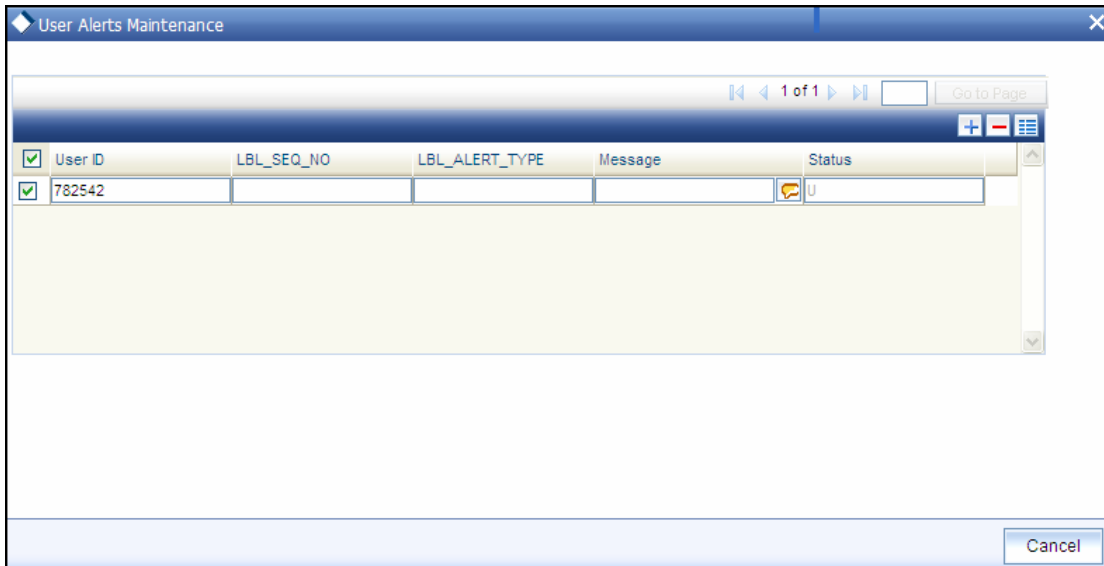 User Alerts Maintenance
1 of 1 Go to Page
User ID LBL_SEQ_NO LBL_ALERT_TYPE Message Status
782542 U
Cancel